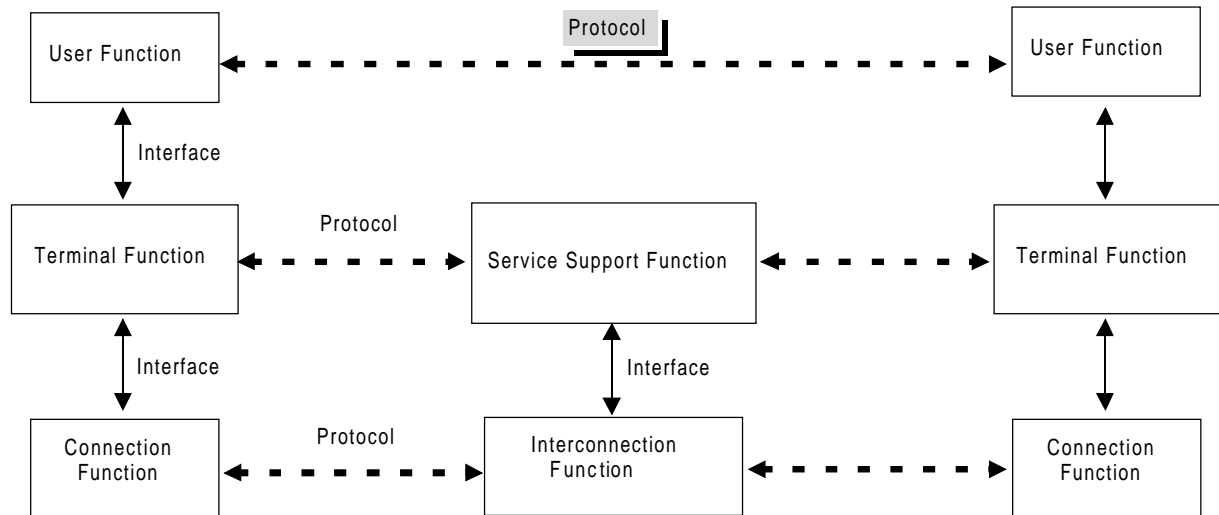 Protocol
User Function
User Function
Interface
Protocol
Terminal Function
Service Support Function
Terminal Function
Interface
Interface
Protocol
Connection
Function
Interconnection
Function
Connection
Function